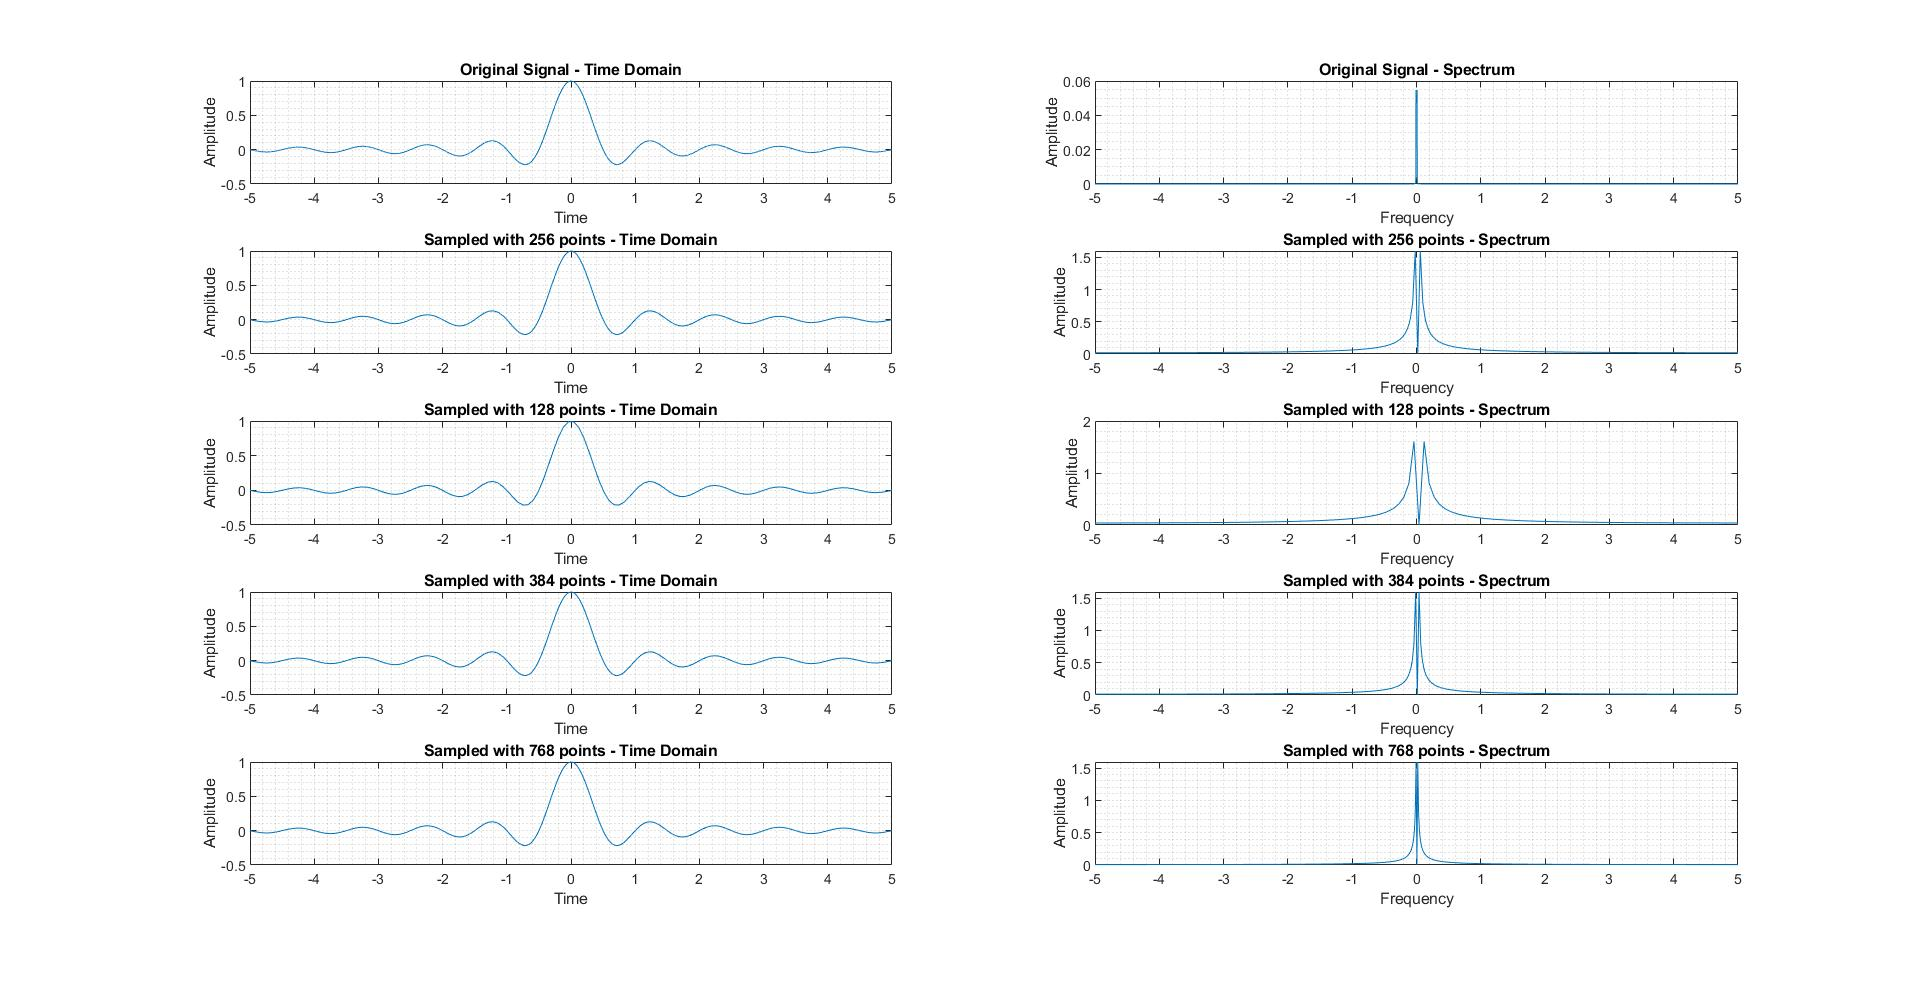 Original Signal - Time Domain
Amplitude
1
0.5
0
-0.5
-5 -4 -3 -2 -1 0 1 2 3 4 5
Time
Original Signal - Spectrum
Amplitude
0.06
0.04
0.02
0
-5 -4 -3 -2 -1 0 1 2 3 4 5
Frequency
Sampled with 256 points - Time Domain
Amplitude
1
0.5
0
-0.5
-5 -4 -3 -2 -1 0 1 2 3 4 5
Time
Sampled with 256 points - Spectrum
Amplitude
1.5
1
0.5
0
-5 -4 -3 -2 -1 0 1 2 3 4 5
Frequency
Sampled with 128 points - Time Domain
Amplitude
1
0.5
0
-0.5
-5 -4 -3 -2 -1 0 1 2 3 4 5
Time
Sampled with 128 points - Spectrum
Amplitude
2
1
0
-5 -4 -3 -2 -1 0 1 2 3 4 5
Frequency
Sampled with 384 points - Time Domain
Amplitude
1
0.5
0
-0.5
-5 -4 -3 -2 -1 0 1 2 3 4 5
Time
Sampled with 384 points - Spectrum
Amplitude
1.5
1
0.5
0
-5 -4 -3 -2 -1 0 1 2 3 4 5
Frequency
Sampled with 768 points - Time Domain
Amplitude
1
0.5
0
-0.5
-5 -4 -3 -2 -1 0 1 2 3 4 5
Time
Sampled with 768 points - Spectrum
Amplitude
1.5
1
0.5
0
-5 -4 -3 -2 -1 0 1 2 3 4 5
Frequency